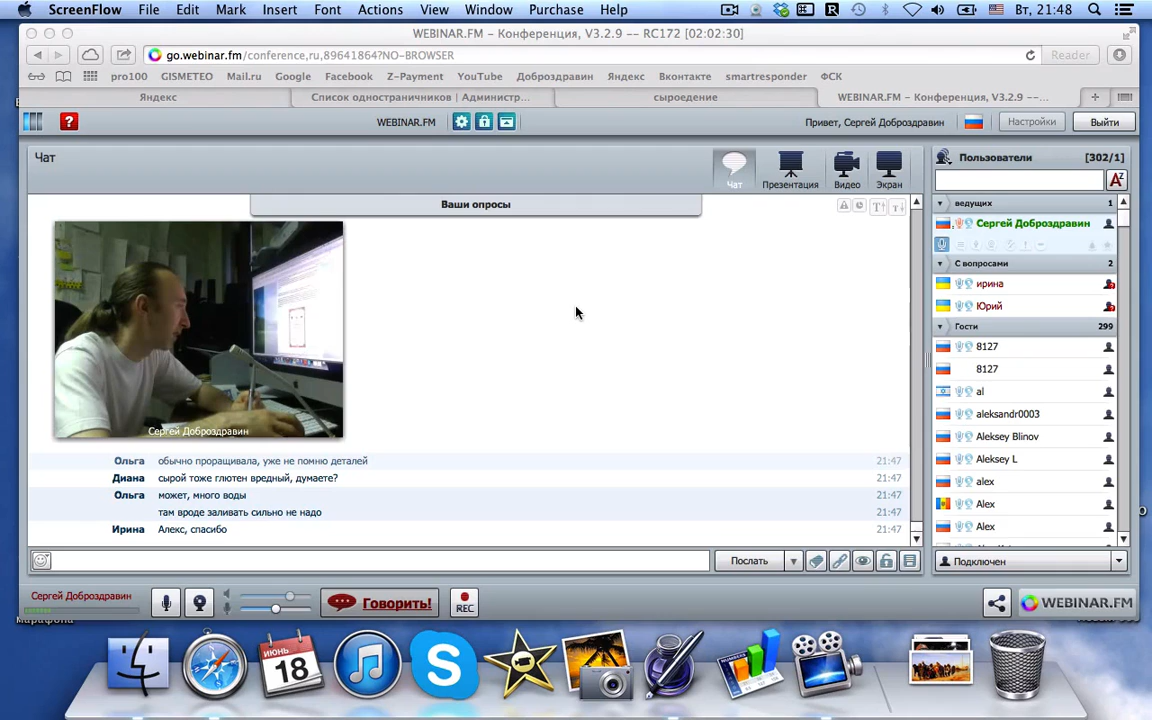 ScreenFlow File Edit Mark Insert Font Actions View Window Purchase Help Вт, 21:48
WEBINAR.FM – Конференция, V3.2.9 -- RC172 [02:02:30]
go.webinar.fm/conference,ru,89641864?NO-BROWSER Reader
pro100 GISMETEO Mail.ru Google Facebook Z-Payment YouTube Доброздравин Яндекс Вконтакте smartresponder ФСК
Яндекс Список одностраничников | Администр... сыроедение WEBINAR.FM – Конференция, V3.2.9 --...
WEBINAR.FM Привет, Сергей Доброздравин Настройки Выйти
Чат
Чат Презентация Видео Экран
Пользователи [302/1]
Ваши опросы
ведущих 1
Сергей Доброздравин
С вопросами 2
ирина
Юрий
Гости 299
8127
8127
al
aleksandr0003
Aleksey Blinov
Aleksey L
alex
Alex
Alex
Сергей Доброздравин
Ольга обычно проращивала, уже не помню деталей 21:47
Диана сырой тоже глютен вредный, думаете? 21:47
Ольга может, много воды 21:47
там вроде заливать сильно не надо 21:47
Ирина Алекс, спасибо 21:47
Послать
Подключен
Сергей Доброздравин
Говорить!
REC
WEBINAR.FM
Марафона
ИЮНЬ
18